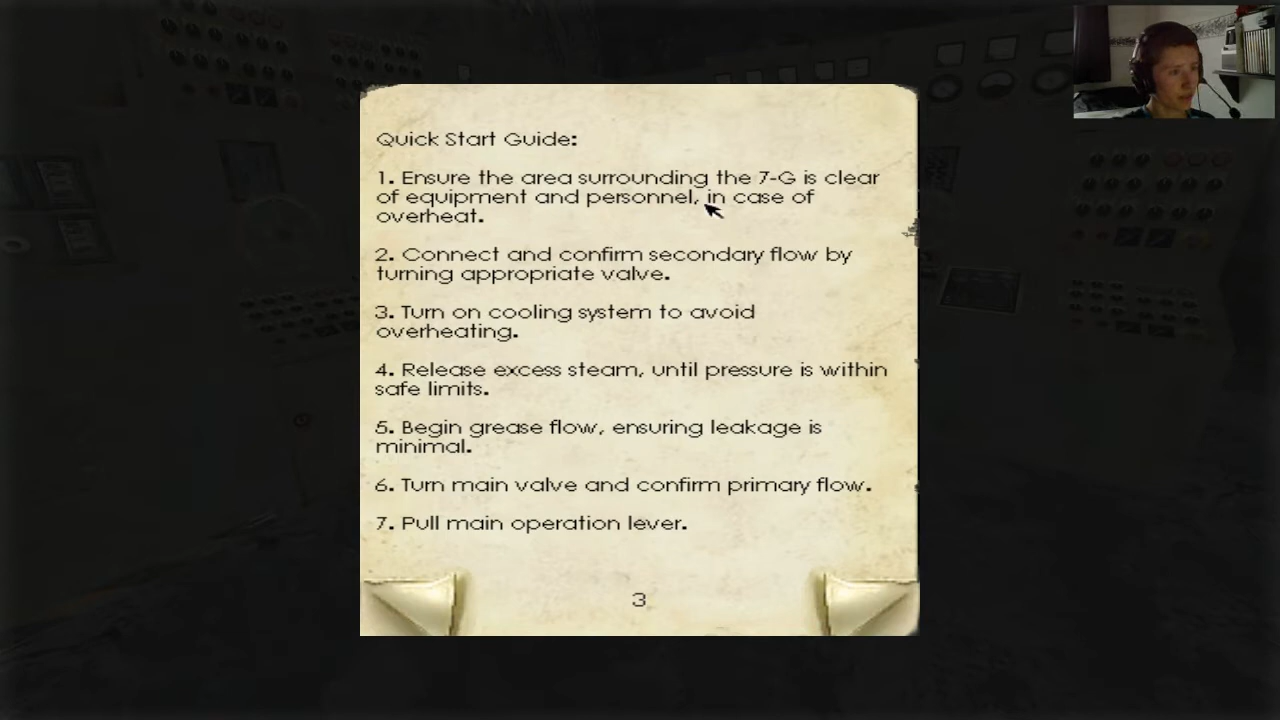 Quick Start Guide:
1. Ensure the area surrounding the 7-G is clear
of equipment and personnel, in case of
overheat.
2. Connect and confirm secondary flow by
turning appropriate valve.
3. Turn on cooling system to avoid
overheating.
4. Release excess steam, until pressure is within
safe limits.
5. Begin grease flow, ensuring leakage is
minimal.
6. Turn main valve and confirm primary flow.
7. Pull main operation lever.
3